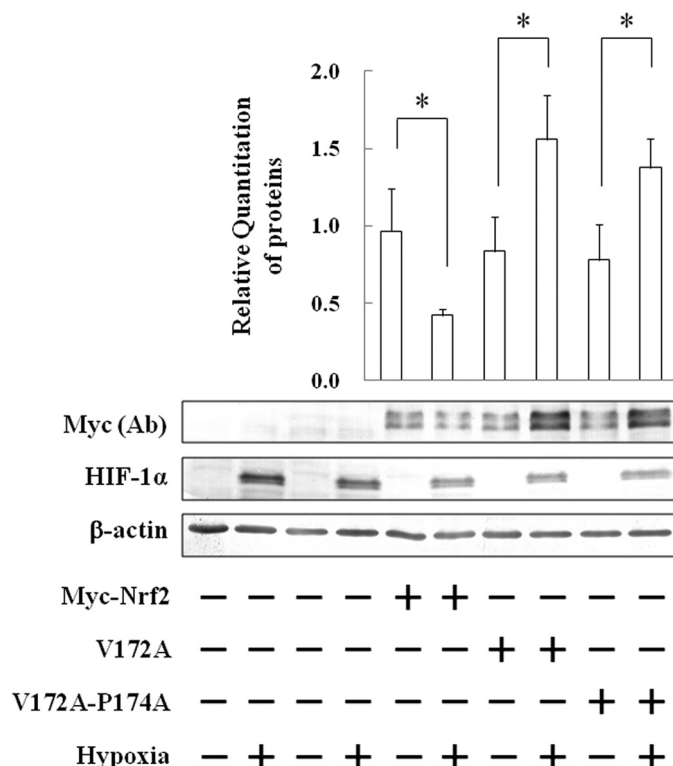 *
*
*
Relative Quantitation
of proteins
2.0
1.5
1.0
0.5
0.0
Myc (Ab)
HIF-1α
β-actin
Myc-Nrf2 − − − − + + − − − −
V172A − − − − − − + + − −
V172A-P174A − − − − − − − − + +
Hypoxia − + − + − + − + − +